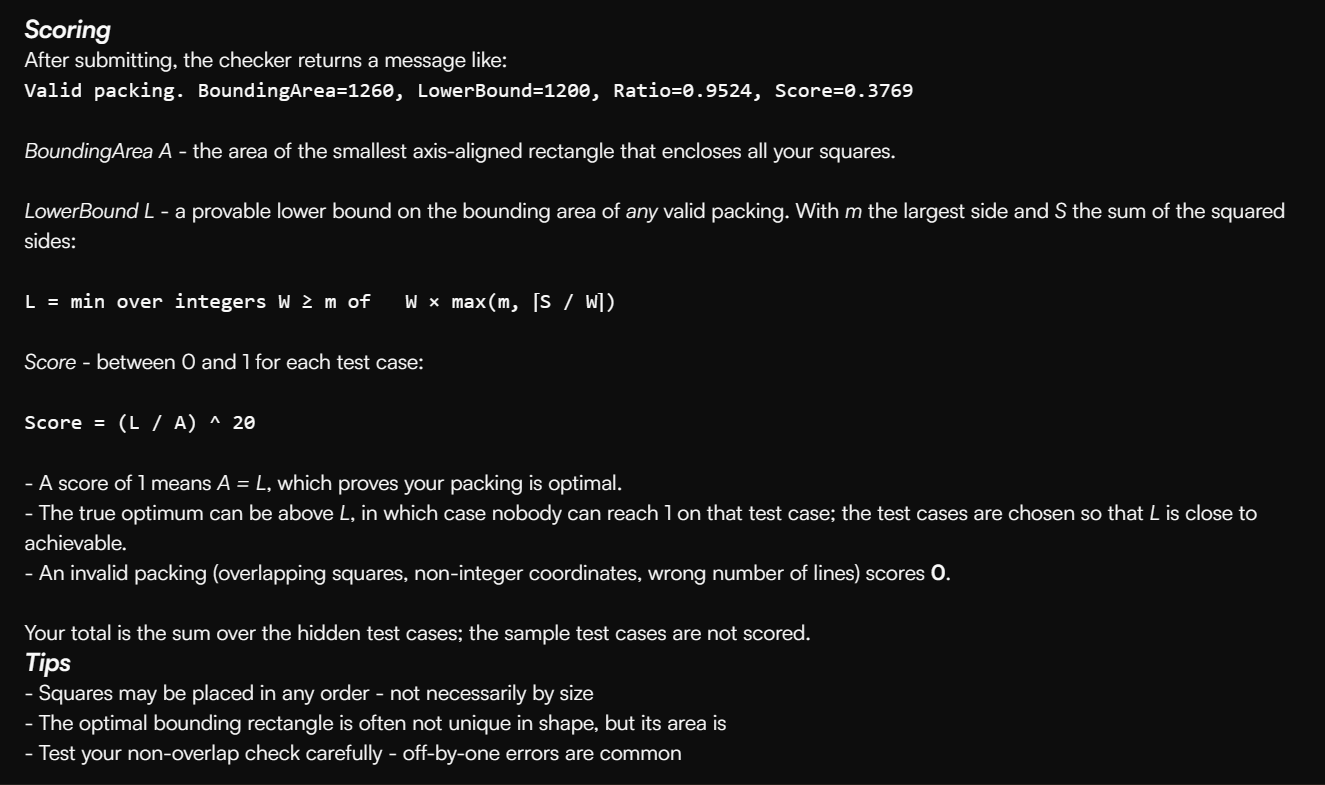 Scoring
After submitting, the checker returns a message like:
Valid packing. BoundingArea=1260, LowerBound=1200, Ratio=0.9524, Score=0.3769
BoundingArea A - the area of the smallest axis-aligned rectangle that encloses all your squares.
LowerBound L - a provable lower bound on the bounding area of any valid packing. With m the largest side and S the sum of the squared
sides:
L = min over integers W ≥ m of   W × max(m, ⌈S / W⌉)
Score - between 0 and 1 for each test case:
Score = (L / A) ^ 20
- A score of 1 means A = L, which proves your packing is optimal.
- The true optimum can be above L, in which case nobody can reach 1 on that test case; the test cases are chosen so that L is close to
achievable.
- An invalid packing (overlapping squares, non-integer coordinates, wrong number of lines) scores 0.
Your total is the sum over the hidden test cases; the sample test cases are not scored.
Tips
- Squares may be placed in any order - not necessarily by size
- The optimal bounding rectangle is often not unique in shape, but its area is
- Test your non-overlap check carefully - off-by-one errors are common